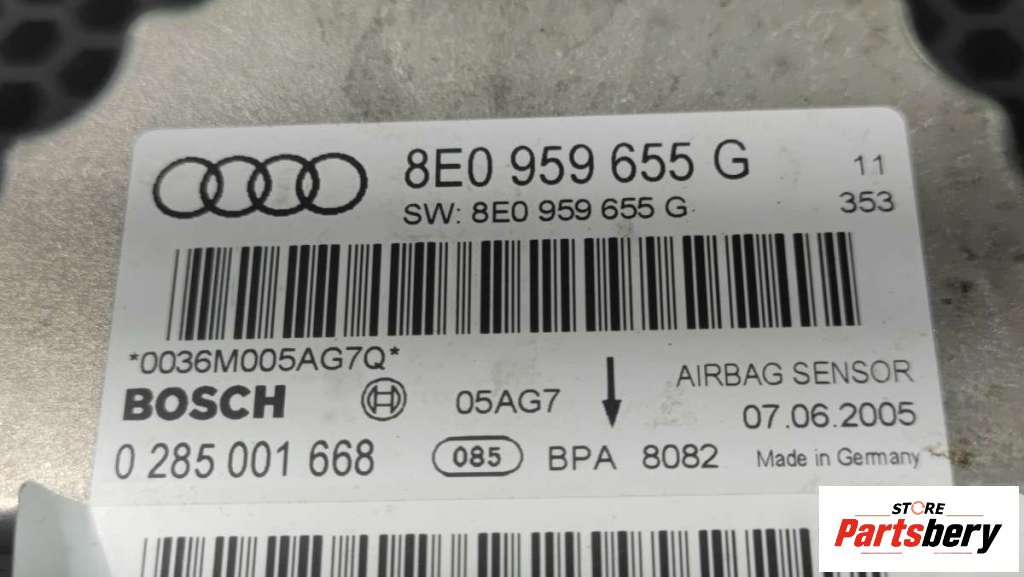 8E0 959 655 G
11
SW: 8E0 959 655 G
353
*0036M005AG7Q*
BOSCH
05AG7
AIRBAG SENSOR
07.06.2005
0 285 001 668
085
BPA 8082
Made in Germany
STORE
Partsbery